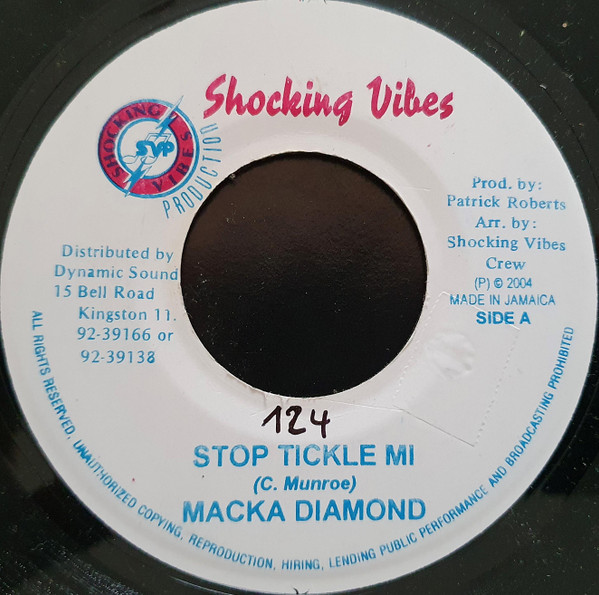 Shocking Vibes
SHOCKING VIBES
SVP
PRODUCTION
Prod. by:
Patrick Roberts
Arr. by:
Shocking Vibes
Crew
(P) © 2004
MADE IN JAMAICA
SIDE A
Distributed by
Dynamic Sound
15 Bell Road
Kingston 11.
92-39166 or
92-39138
124
STOP TICKLE MI
(C. Munroe)
MACKA DIAMOND
ALL RIGHTS RESERVED, UNAUTHORIZED COPYING, REPRODUCTION, HIRING, LENDING PUBLIC PERFORMANCE AND BROADCASTING PROHIBITED